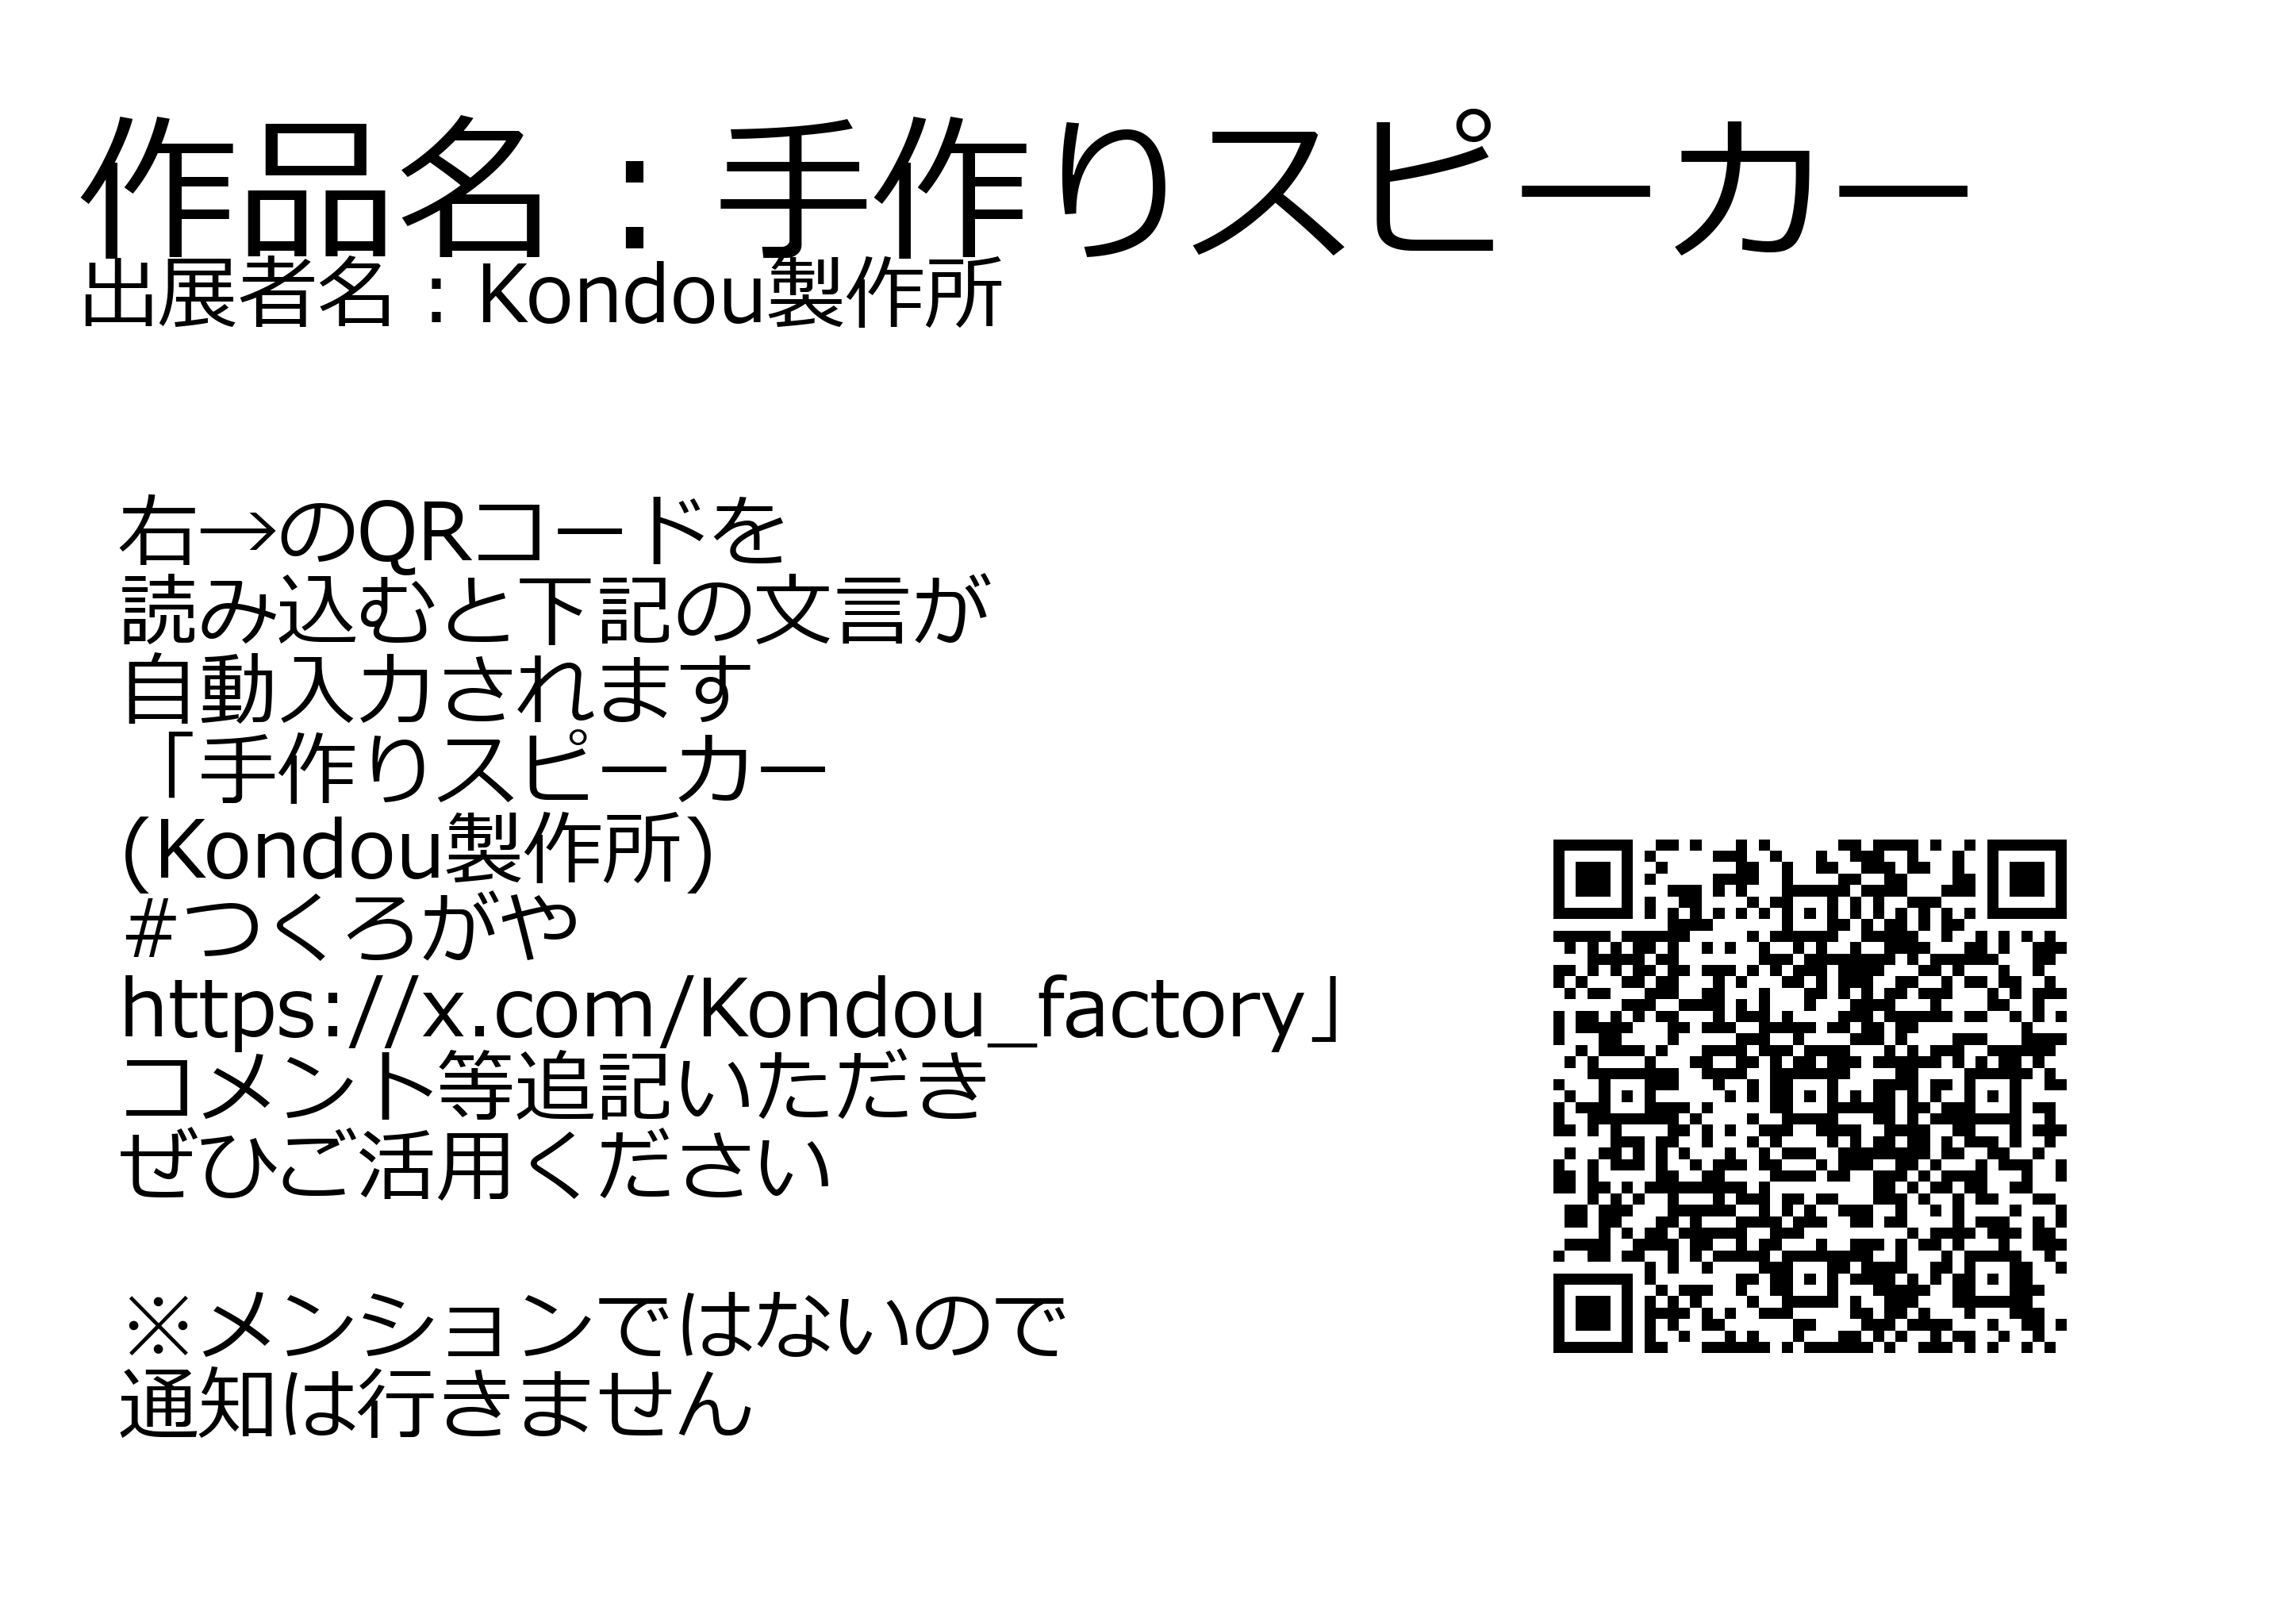 作品名：手作りスピーカー
出展者名：Kondou製作所
右→のQRコードを
読み込むと下記の文言が
自動入力されます
「手作りスピーカー
(Kondou製作所)
#つくろがや
https://x.com/Kondou_factory」
コメント等追記いただき
ぜひご活用ください
※メンションではないので
通知は行きません